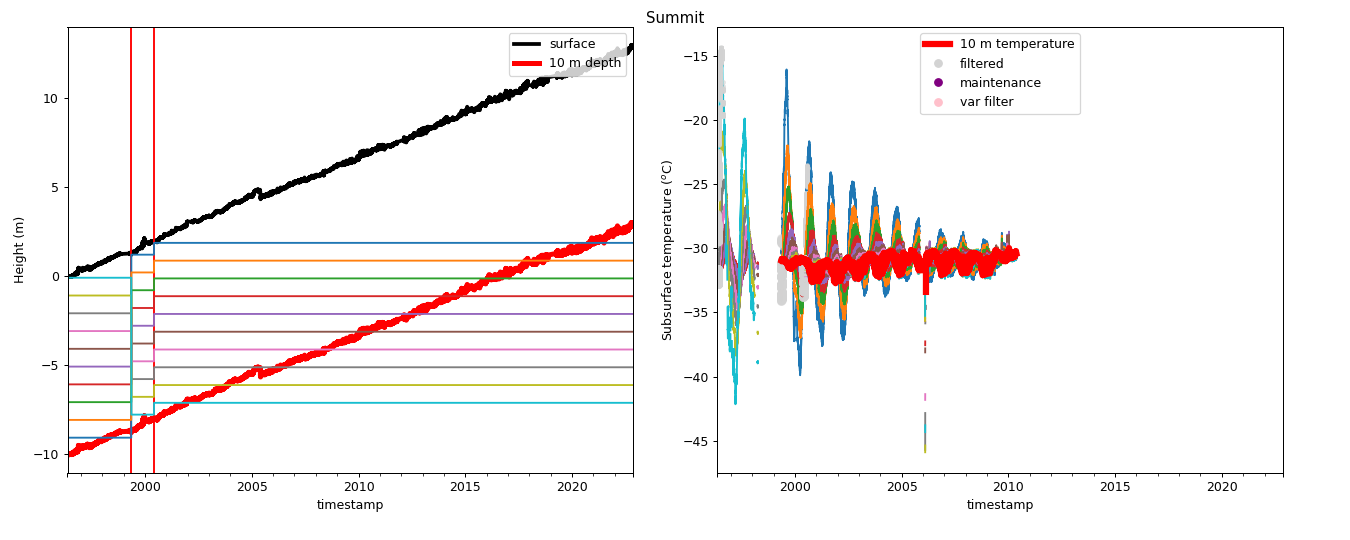 Summit
surface
10 m depth
Height (m)
10
5
0
−5
−10
2000
2005
2010
2015
2020
timestamp
10 m temperature
filtered
maintenance
var filter
Subsurface temperature (°C)
−15
−20
−25
−30
−35
−40
−45
2000
2005
2010
2015
2020
timestamp